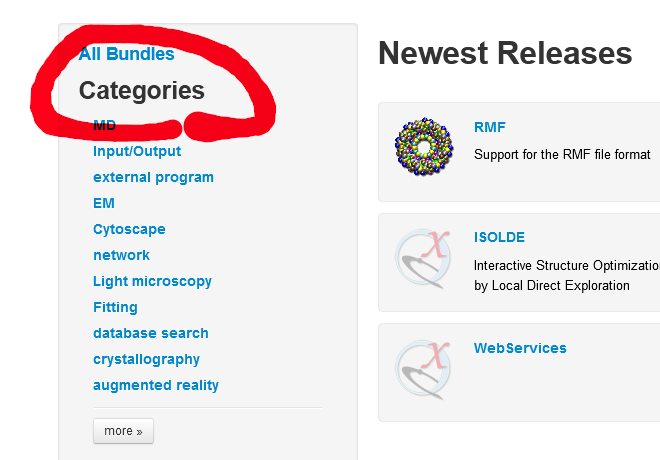 All Bundles
Categories
MD
Input/Output
external program
EM
Cytoscape
network
Light microscopy
Fitting
database search
crystallography
augmented reality
more »
Newest Releases
RMF
Support for the RMF file format
ISOLDE
Interactive Structure Optimizatio
by Local Direct Exploration
WebServices